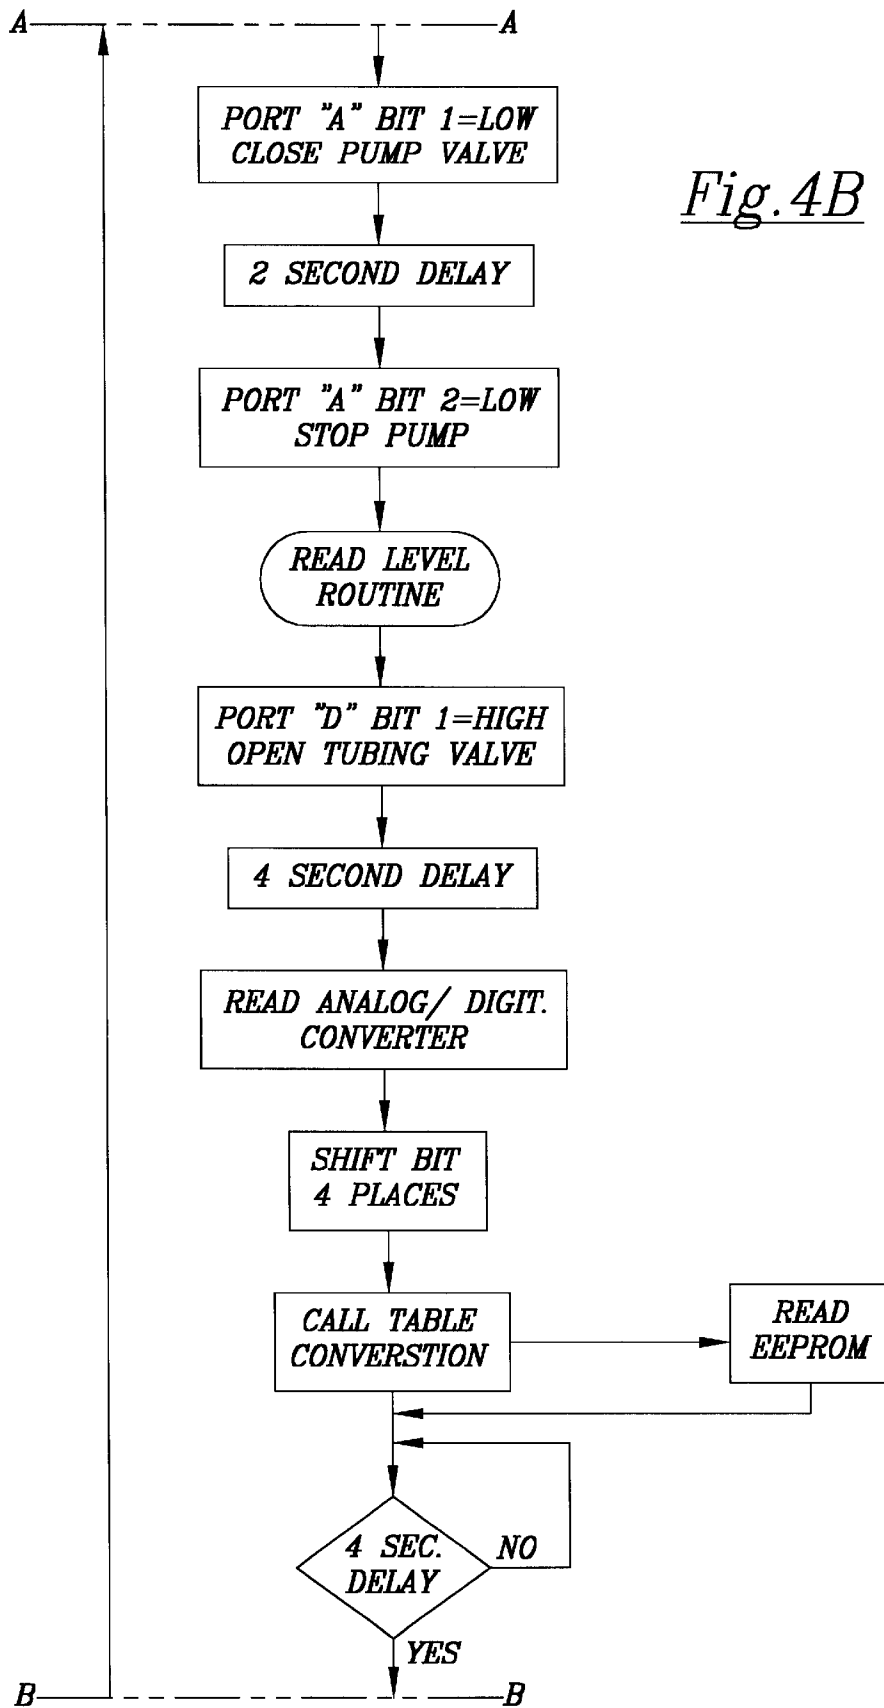 A A
PORT "A" BIT 1=LOW
CLOSE PUMP VALVE
Fig.4B
2 SECOND DELAY
PORT "A" BIT 2=LOW
STOP PUMP
READ LEVEL
ROUTINE
PORT "D" BIT 1=HIGH
OPEN TUBING VALVE
4 SECOND DELAY
READ ANALOG/ DIGIT.
CONVERTER
SHIFT BIT
4 PLACES
CALL TABLE
CONVERSTION
READ
EEPROM
4 SEC.
DELAY
NO
YES
B B